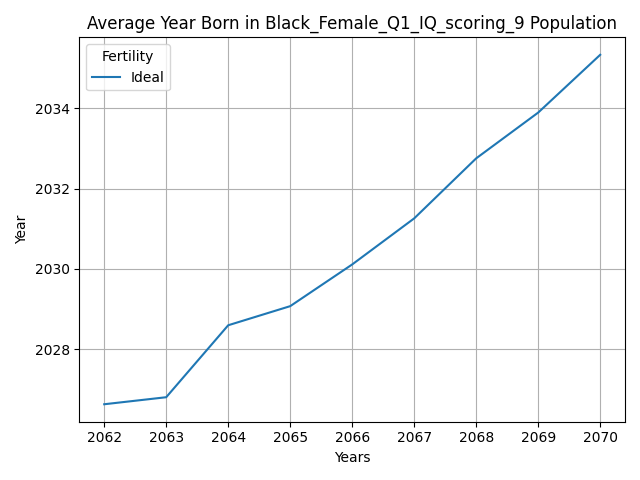 Average Year Born in Black_Female_Q1_IQ_scoring_9 Population
Fertility
Ideal
Year
2034
2032
2030
2028
2062 2063 2064 2065 2066 2067 2068 2069 2070
Years